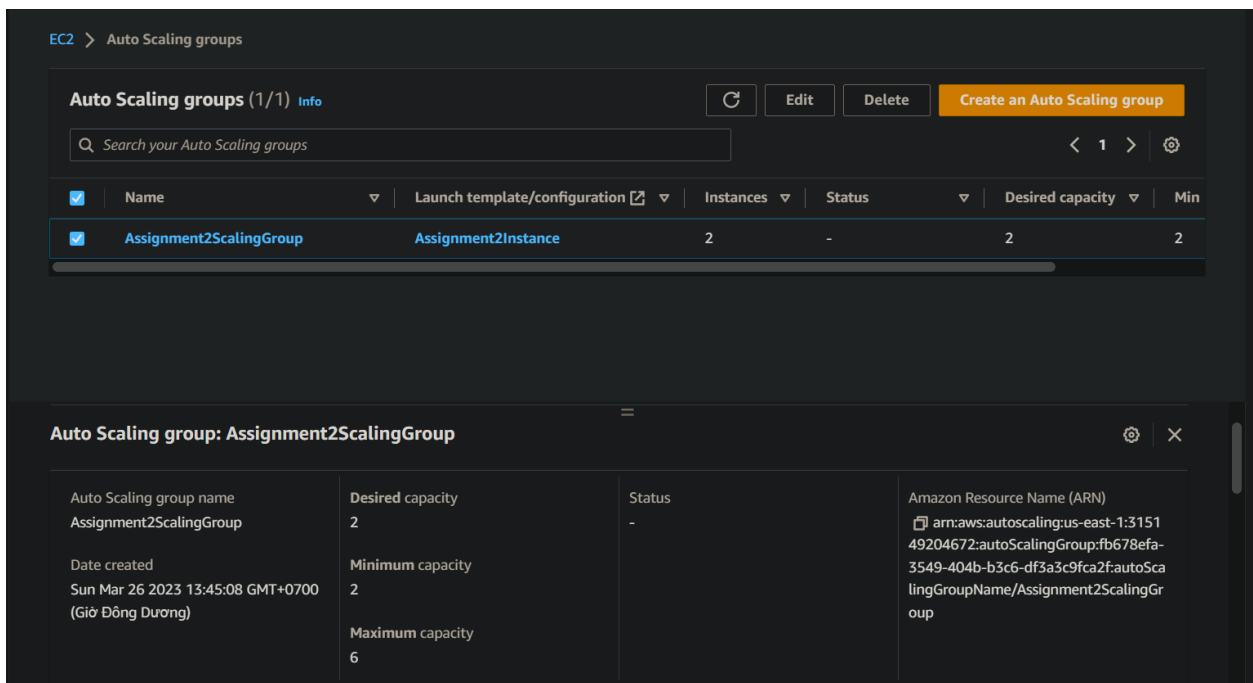 EC2 > Auto Scaling groups
Auto Scaling groups (1/1) Info
Edit Delete Create an Auto Scaling group
Search your Auto Scaling groups
1
Name Launch template/configuration Instances Status Desired capacity Min
Assignment2ScalingGroup Assignment2Instance 2 - 2 2
Auto Scaling group: Assignment2ScalingGroup
Auto Scaling group name
Assignment2ScalingGroup
Date created
Sun Mar 26 2023 13:45:08 GMT+0700
(Giờ Đông Dương)
Desired capacity
2
Minimum capacity
2
Maximum capacity
6
Status
-
Amazon Resource Name (ARN)
arn:aws:autoscaling:us-east-1:3151
49204672:autoScalingGroup:fb678efa-
3549-404b-b3c6-df3a3c9fca2f:autoSca
lingGroupName/Assignment2ScalingGr
oup